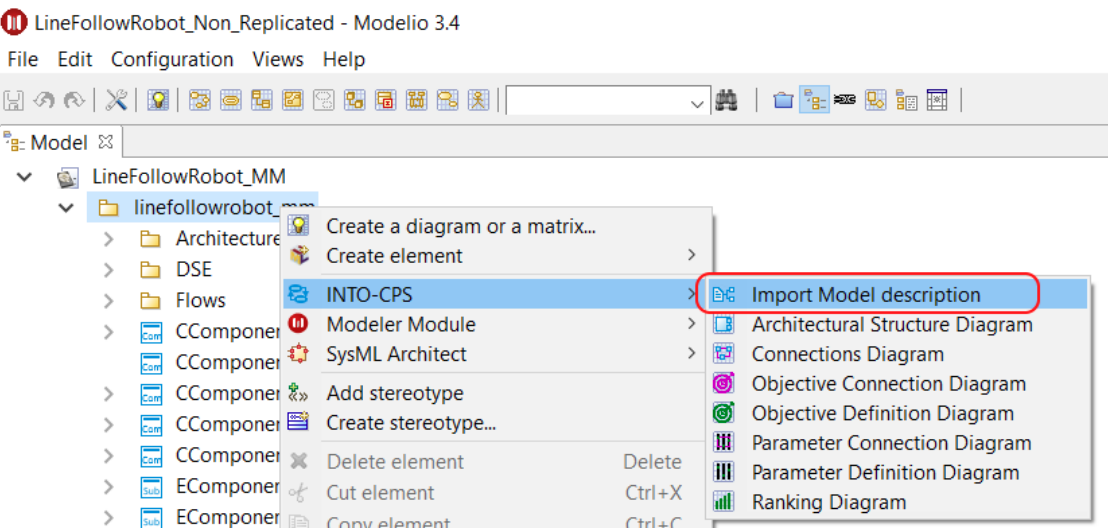 LineFollowRobot_Non_Replicated - Modelio 3.4
File Edit Configuration Views Help
Model
LineFollowRobot_MM
linefollowrobot_mm
Architecture
DSE
Flows
CComponen
CComponen
CComponen
CComponen
CComponen
EComponen
EComponen
Create a diagram or a matrix...
Create element
INTO-CPS
Modeler Module
SysML Architect
Add stereotype
Create stereotype...
Delete element Delete
Cut element Ctrl+X
Copy element Ctrl+C
Import Model description
Architectural Structure Diagram
Connections Diagram
Objective Connection Diagram
Objective Definition Diagram
Parameter Connection Diagram
Parameter Definition Diagram
Ranking Diagram